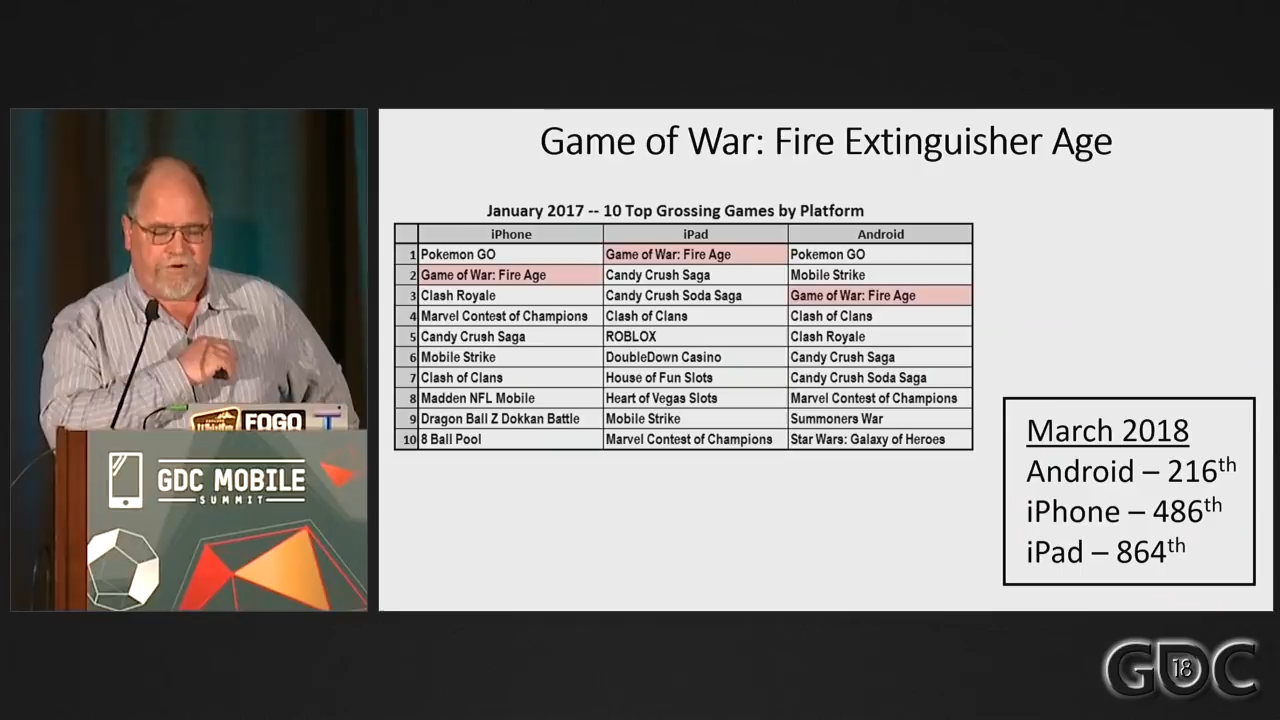 Game of War: Fire Extinguisher Age
January 2017 -- 10 Top Grossing Games by Platform
iPhone iPad Android
1 Pokemon GO Game of War: Fire Age Pokemon GO
2 Game of War: Fire Age Candy Crush Saga Mobile Strike
3 Clash Royale Candy Crush Soda Saga Game of War: Fire Age
4 Marvel Contest of Champions Clash of Clans Clash of Clans
5 Candy Crush Saga ROBLOX Clash Royale
6 Mobile Strike DoubleDown Casino Candy Crush Saga
7 Clash of Clans House of Fun Slots Candy Crush Soda Saga
8 Madden NFL Mobile Heart of Vegas Slots Marvel Contest of Champions
9 Dragon Ball Z Dokkan Battle Mobile Strike Summoners War
10 8 Ball Pool Marvel Contest of Champions Star Wars: Galaxy of Heroes
March 2018
Android – 216th
iPhone – 486th
iPad – 864th
FOGO
GDC MOBILE
SUMMIT
GDC 18